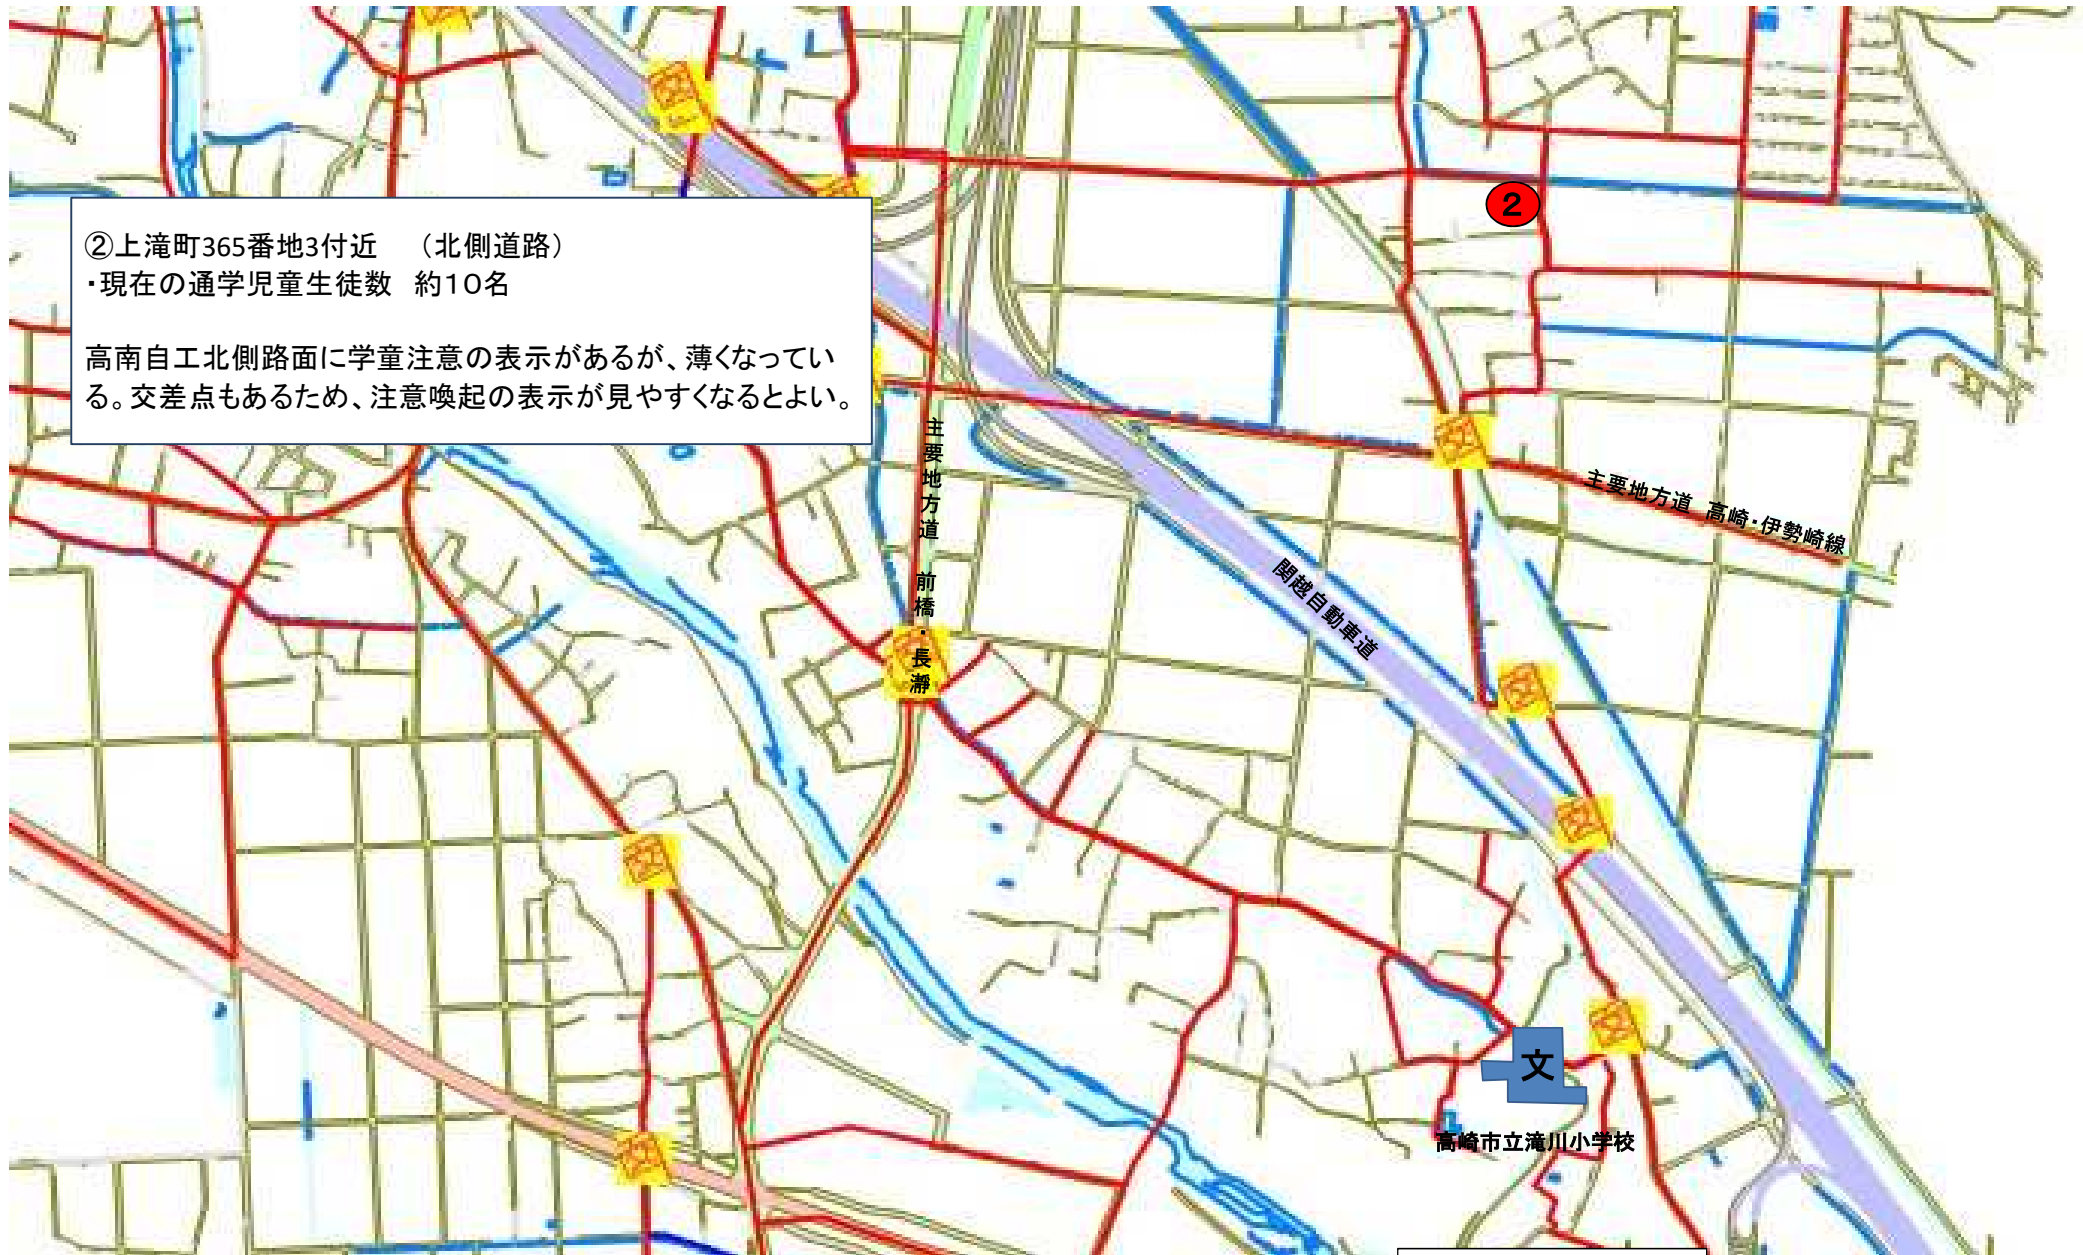 ②上滝町365番地3付近　（北側道路）
・現在の通学児童生徒数　約１０名
高南自工北側路面に学童注意の表示があるが、薄くなってい
る。交差点もあるため、注意喚起の表示が見やすくなるとよい。
２
主要地方道　前橋・長瀞
主要地方道　高崎・伊勢崎線
関越自動車道
文
高崎市立滝川小学校